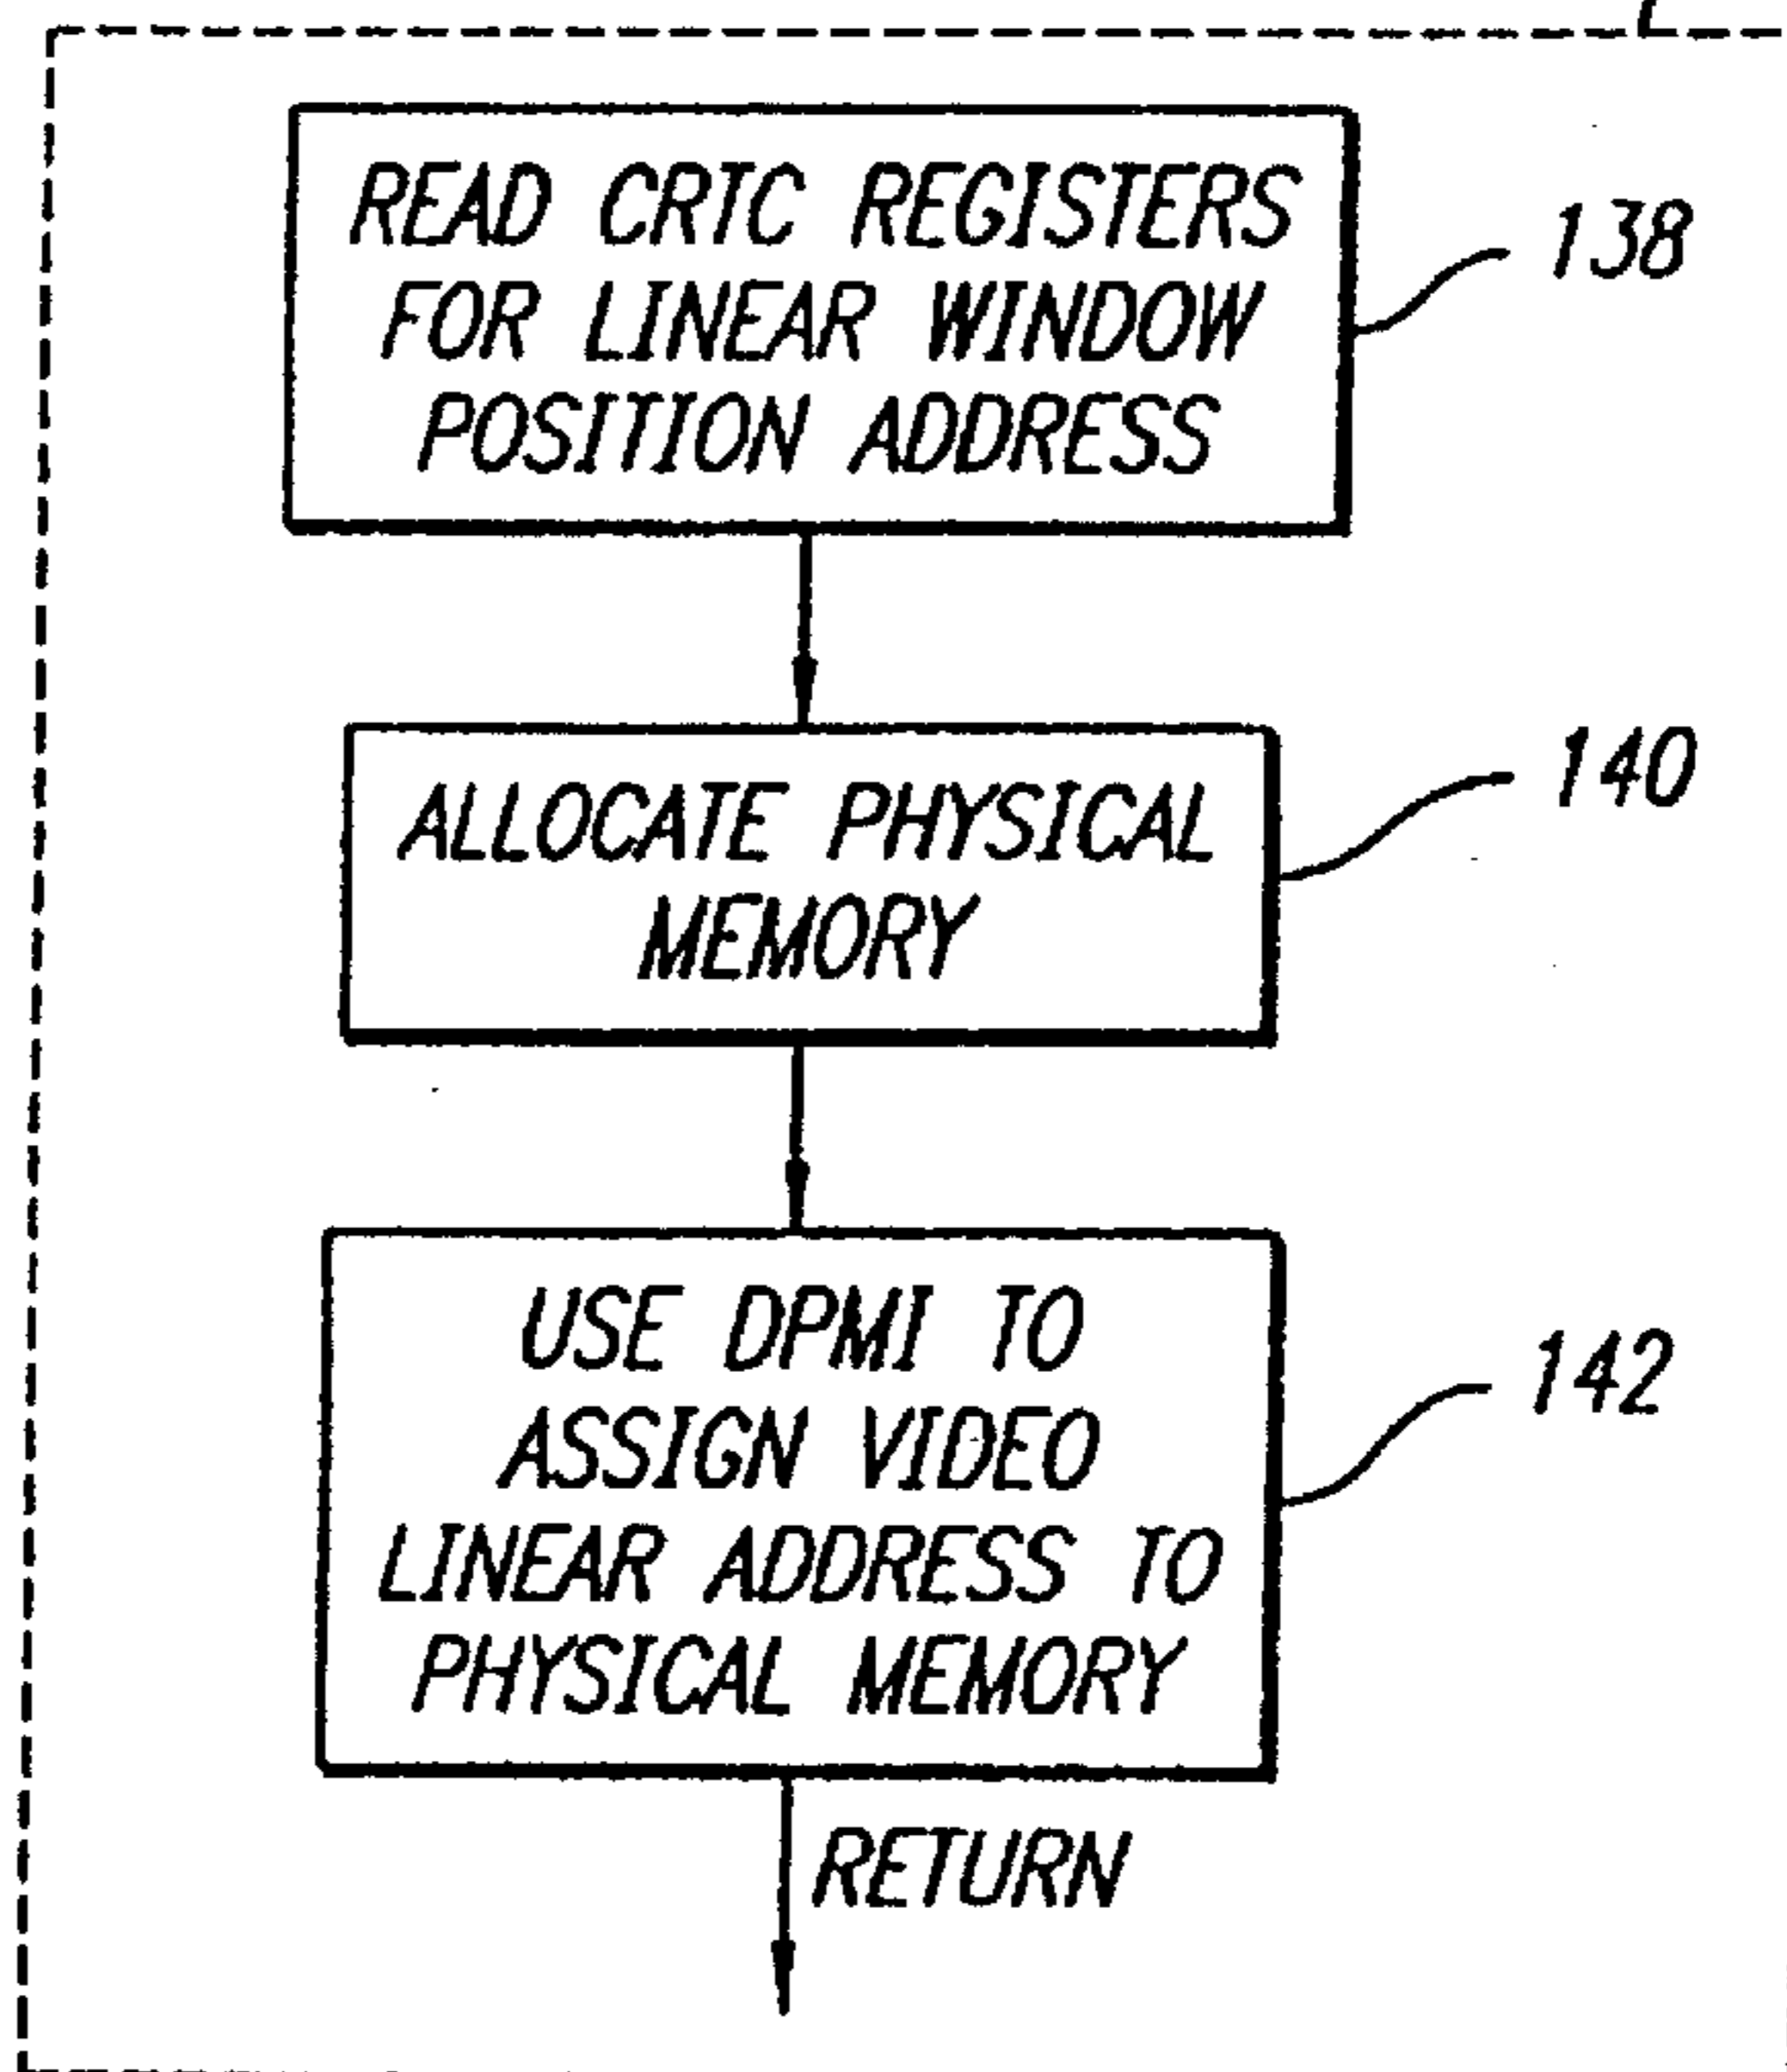 READ CRTC REGISTERS
FOR LINEAR WINDOW
POSITION ADDRESS
138
ALLOCATE PHYSICAL
MEMORY
140
USE DPMI TO
ASSIGN VIDEO
LINEAR ADDRESS TO
PHYSICAL MEMORY
142
RETURN